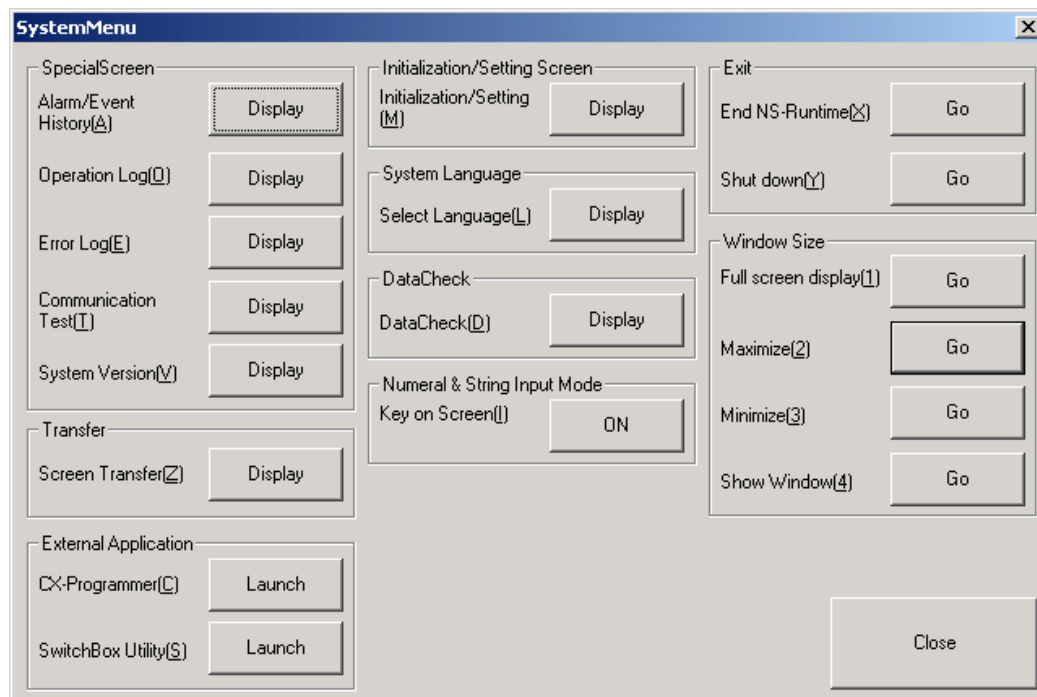 SystemMenu
SpecialScreen
Alarm/Event
History(A)
Display
Operation Log(O)
Display
Error Log(E)
Display
Communication
Test(T)
Display
System Version(V)
Display
Transfer
Screen Transfer(Z)
Display
External Application
CX-Programmer(C)
Launch
SwitchBox Utility(S)
Launch
Initialization/Setting Screen
Initialization/Setting
(M)
Display
System Language
Select Language(L)
Display
DataCheck
DataCheck(D)
Display
Numeral & String Input Mode
Key on Screen(I)
ON
Exit
End NS-Runtime(X)
Go
Shut down(Y)
Go
Window Size
Full screen display(1)
Go
Maximize(2)
Go
Minimize(3)
Go
Show Window(4)
Go
Close